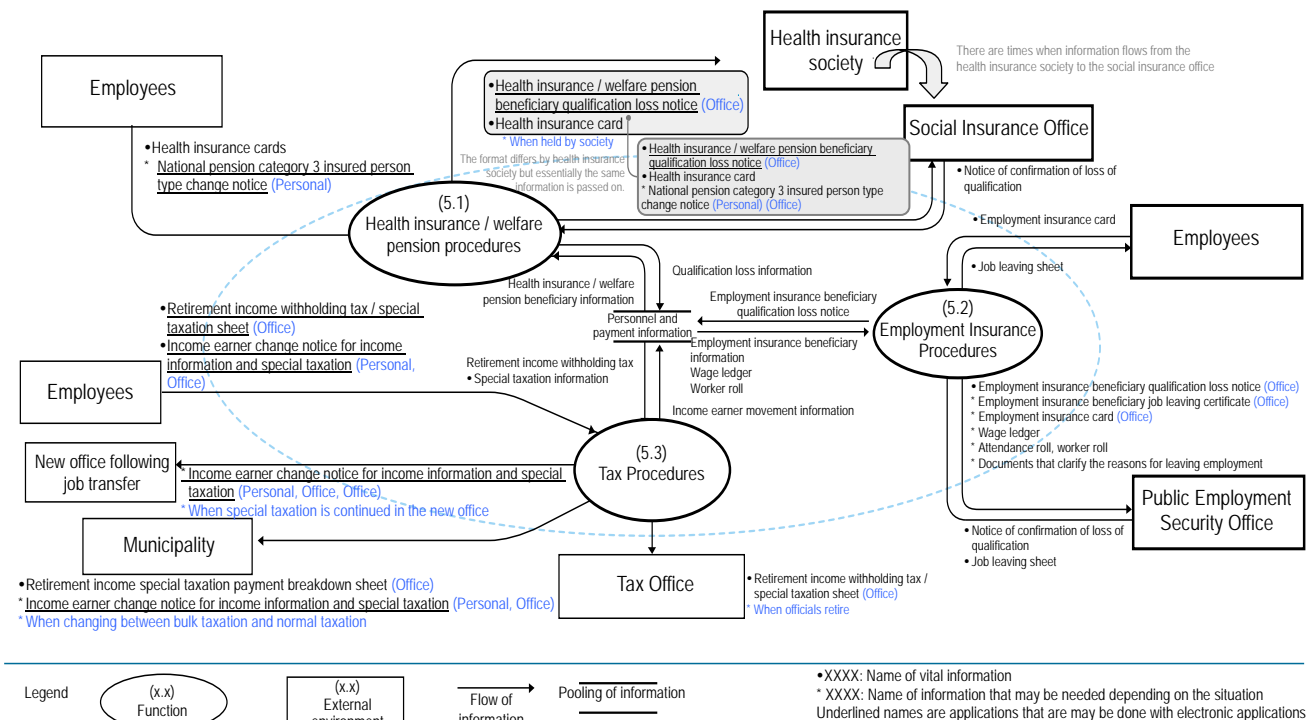 Health insurance
society
There are times when information flows from the
health insurance society to the social insurance office
Employees
•Health insurance / welfare pension
beneficiary qualification loss notice (Office)
•Health insurance card
* When held by society
The format differs by health insurance
society but essentially the same
information is passed on.
Social Insurance Office
•Health insurance cards
* National pension category 3 insured person
type change notice (Personal)
• Health insurance / welfare pension beneficiary
qualification loss notice (Office)
• Health insurance card
* National pension category 3 insured person type
change notice (Personal) (Office)
• Notice of confirmation of loss of
qualification
(5.1)
Health insurance / welfare
pension procedures
• Employment insurance card
Employees
• Job leaving sheet
Qualification loss information
Health insurance / welfare
pension beneficiary information
Employment insurance beneficiary
qualification loss notice
(5.2)
Employment Insurance
Procedures
•Retirement income withholding tax / special
taxation sheet (Office)
•Income earner change notice for income
information and special taxation (Personal,
Office)
Personnel and
payment information
Employment insurance beneficiary
information
Wage ledger
Worker roll
Employees
Retirement income withholding tax
• Special taxation information
Income earner movement information
• Employment insurance beneficiary qualification loss notice (Office)
* Employment insurance beneficiary job leaving certificate (Office)
* Employment insurance card (Office)
* Wage ledger
* Attendance roll, worker roll
* Documents that clarify the reasons for leaving employment
(5.3)
Tax Procedures
New office following
job transfer
* Income earner change notice for income information and special
taxation (Personal, Office, Office)
* When special taxation is continued in the new office
Public Employment
Security Office
• Notice of confirmation of loss of
qualification
• Job leaving sheet
Municipality
•Retirement income special taxation payment breakdown sheet (Office)
* Income earner change notice for income information and special taxation (Personal, Office)
* When changing between bulk taxation and normal taxation
Tax Office
• Retirement income withholding tax /
special taxation sheet (Office)
* When officials retire
Legend
(x.x)
Function
(x.x)
External
environment
Flow of
information
Pooling of information
•XXXX: Name of vital information
* XXXX: Name of information that may be needed depending on the situation
Underlined names are applications that are may be done with electronic applications